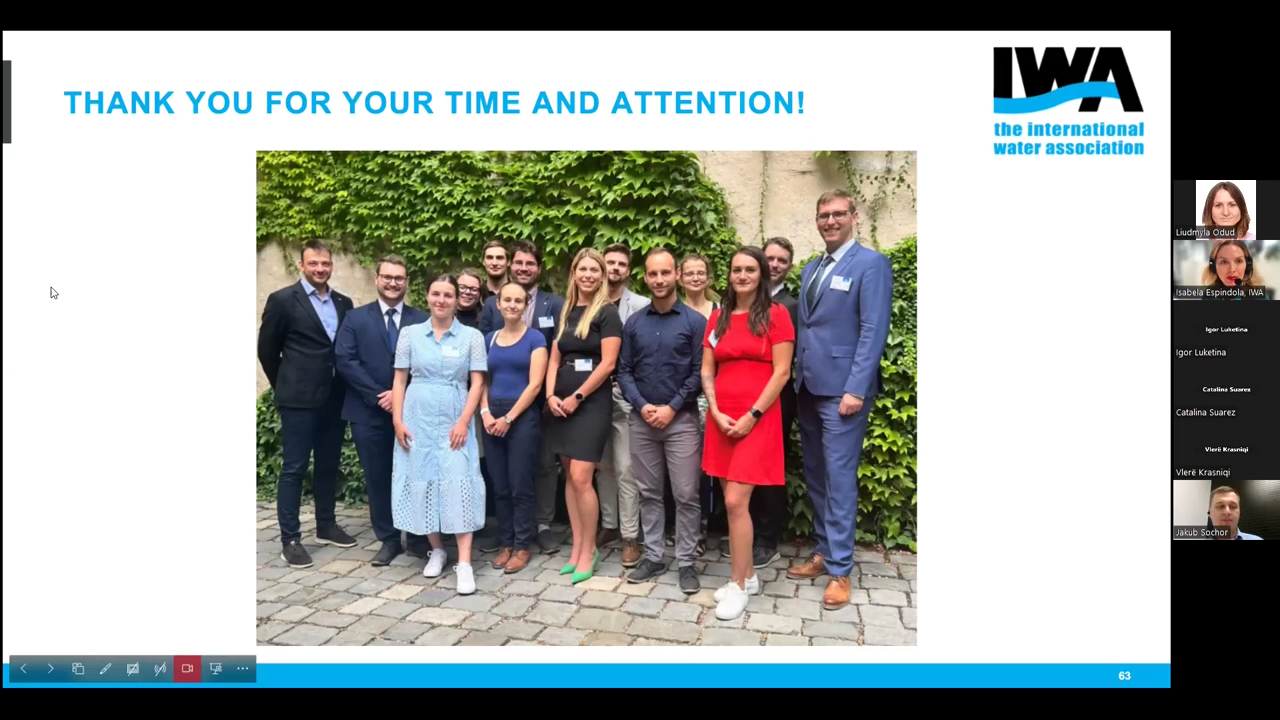 THANK YOU FOR YOUR TIME AND ATTENTION!
IWA
the international
water association
63
Liudmyla Odud
Isabela Espindola, IWA
Igor Luketina
Igor Luketina
Catalina Suarez
Catalina Suarez
Vlerë Krasniqi
Vlerë Krasniqi
Jakub Sochor